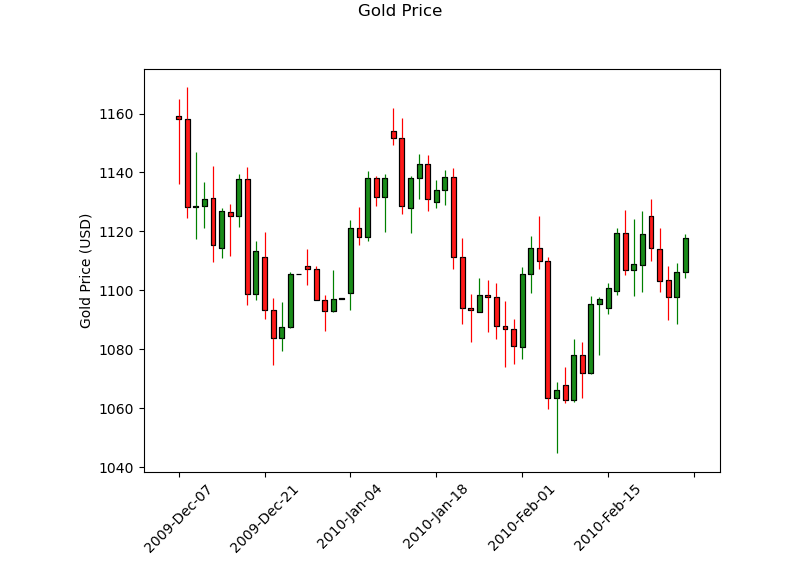 Gold Price
Gold Price (USD)
1160
1140
1120
1100
1080
1060
1040
2009-Dec-07
2009-Dec-21
2010-Jan-04
2010-Jan-18
2010-Feb-01
2010-Feb-15